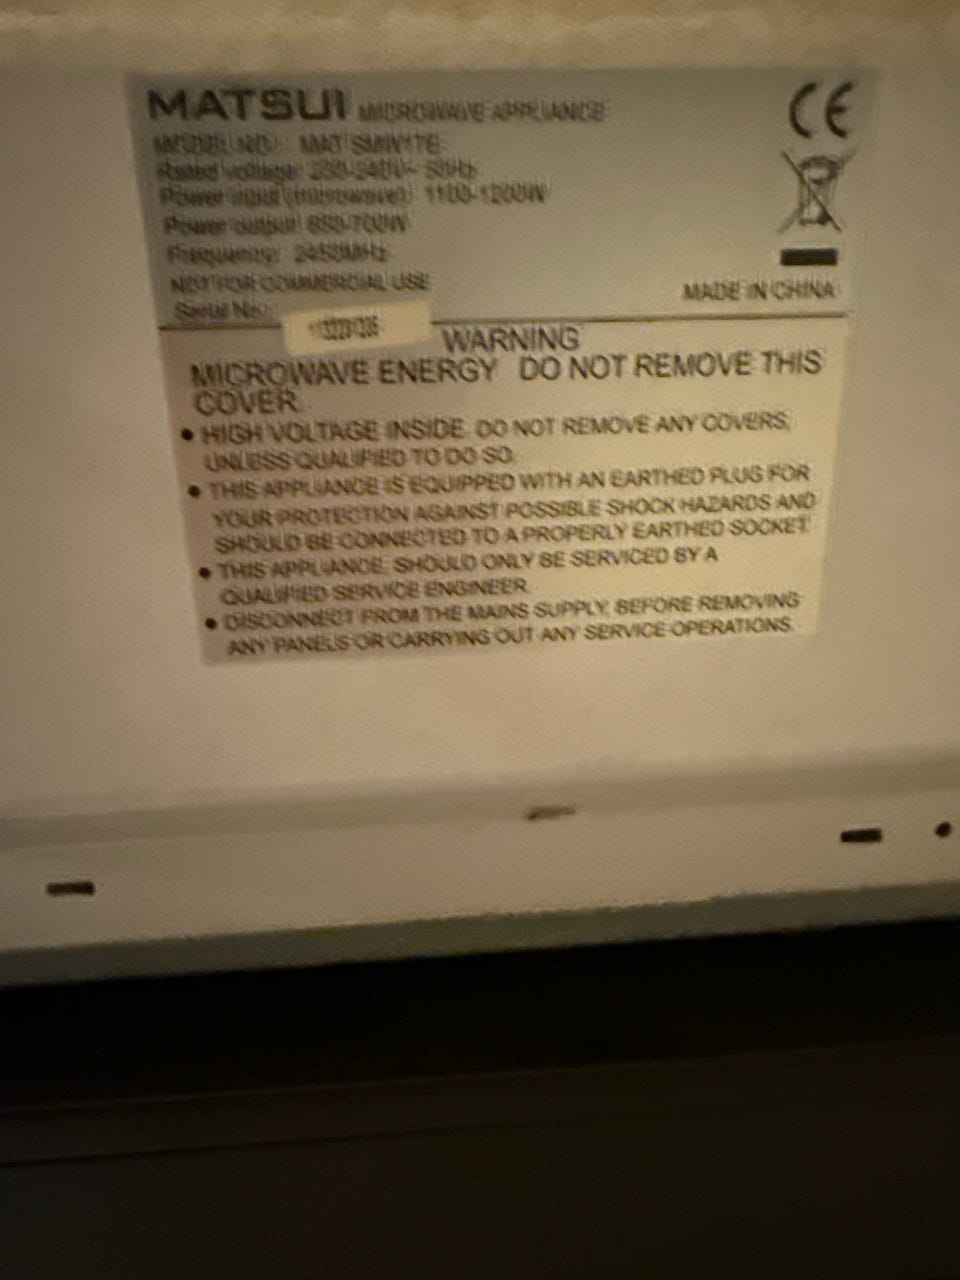 MATSUI MICROWAVE APPLIANCE
MODEL NO.: MATSMW17E
Rated voltage: 230-240V~ 50Hz
Power input (microwave): 1100-1200W
Power output: 650-700W
Frequency: 2450MHz
NOT FOR COMMERCIAL USE
Serial No.:
CE
MADE IN CHINA
WARNING
MICROWAVE ENERGY DO NOT REMOVE THIS
COVER.
• HIGH VOLTAGE INSIDE. DO NOT REMOVE ANY COVERS,
UNLESS QUALIFIED TO DO SO.
• THIS APPLIANCE IS EQUIPPED WITH AN EARTHED PLUG FOR
YOUR PROTECTION AGAINST POSSIBLE SHOCK HAZARDS AND
SHOULD BE CONNECTED TO A PROPERLY EARTHED SOCKET.
• THIS APPLIANCE SHOULD ONLY BE SERVICED BY A
QUALIFIED SERVICE ENGINEER.
• DISCONNECT FROM THE MAINS SUPPLY, BEFORE REMOVING
ANY PANELS OR CARRYING OUT ANY SERVICE OPERATIONS.